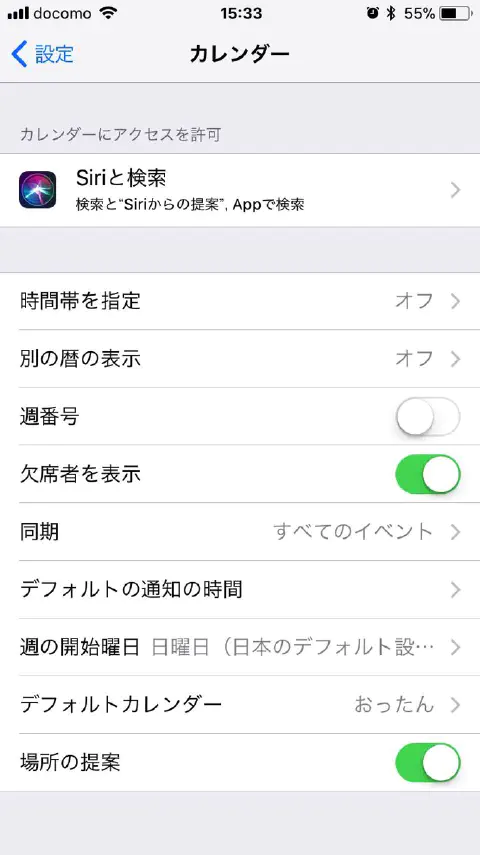 docomo 15:33 55%
設定 カレンダー
カレンダーにアクセスを許可
Siriと検索
検索と“Siriからの提案”, Appで検索
時間帯を指定 オフ
別の暦の表示 オフ
週番号
欠席者を表示
同期 すべてのイベント
デフォルトの通知の時間
週の開始曜日 日曜日（日本のデフォルト設…
デフォルトカレンダー おったん
場所の提案